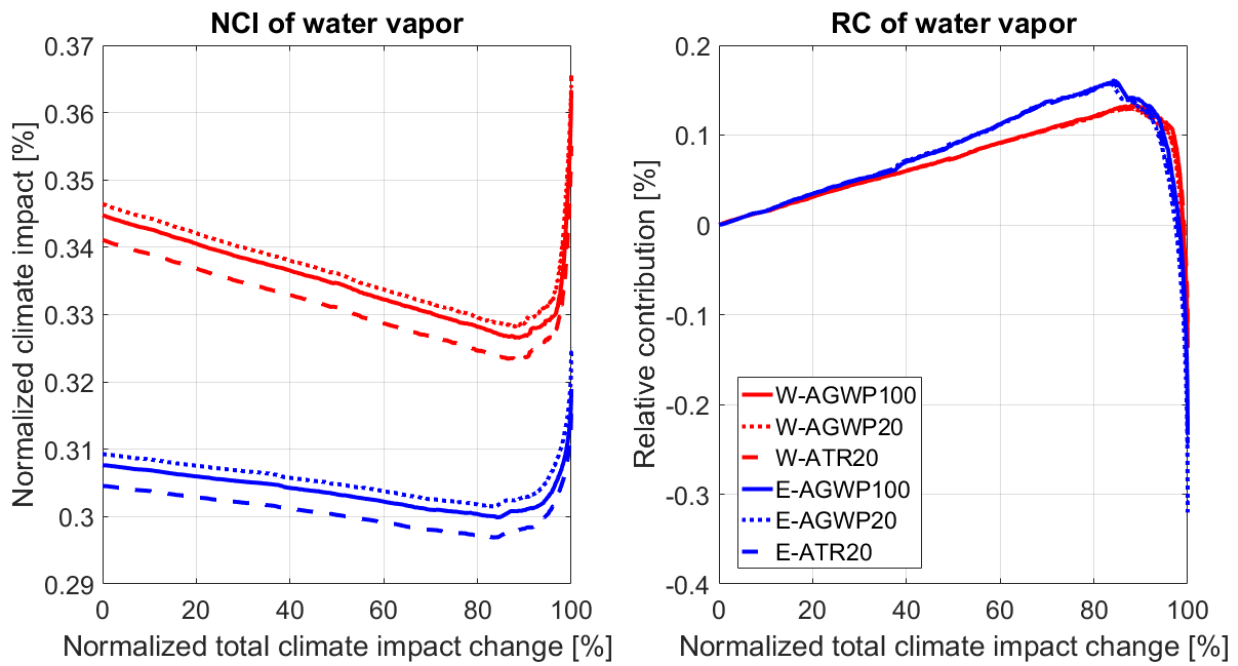 NCI of water vapor
Normalized climate impact [%]
0.37
0.36
0.35
0.34
0.33
0.32
0.31
0.3
0.29
0 20 40 60 80 100
Normalized total climate impact change [%]
RC of water vapor
Relative contribution [%]
0.2
0.1
0
-0.1
-0.2
-0.3
-0.4
W-AGWP100
W-AGWP20
W-ATR20
E-AGWP100
E-AGWP20
E-ATR20
0 20 40 60 80 100
Normalized total climate impact change [%]